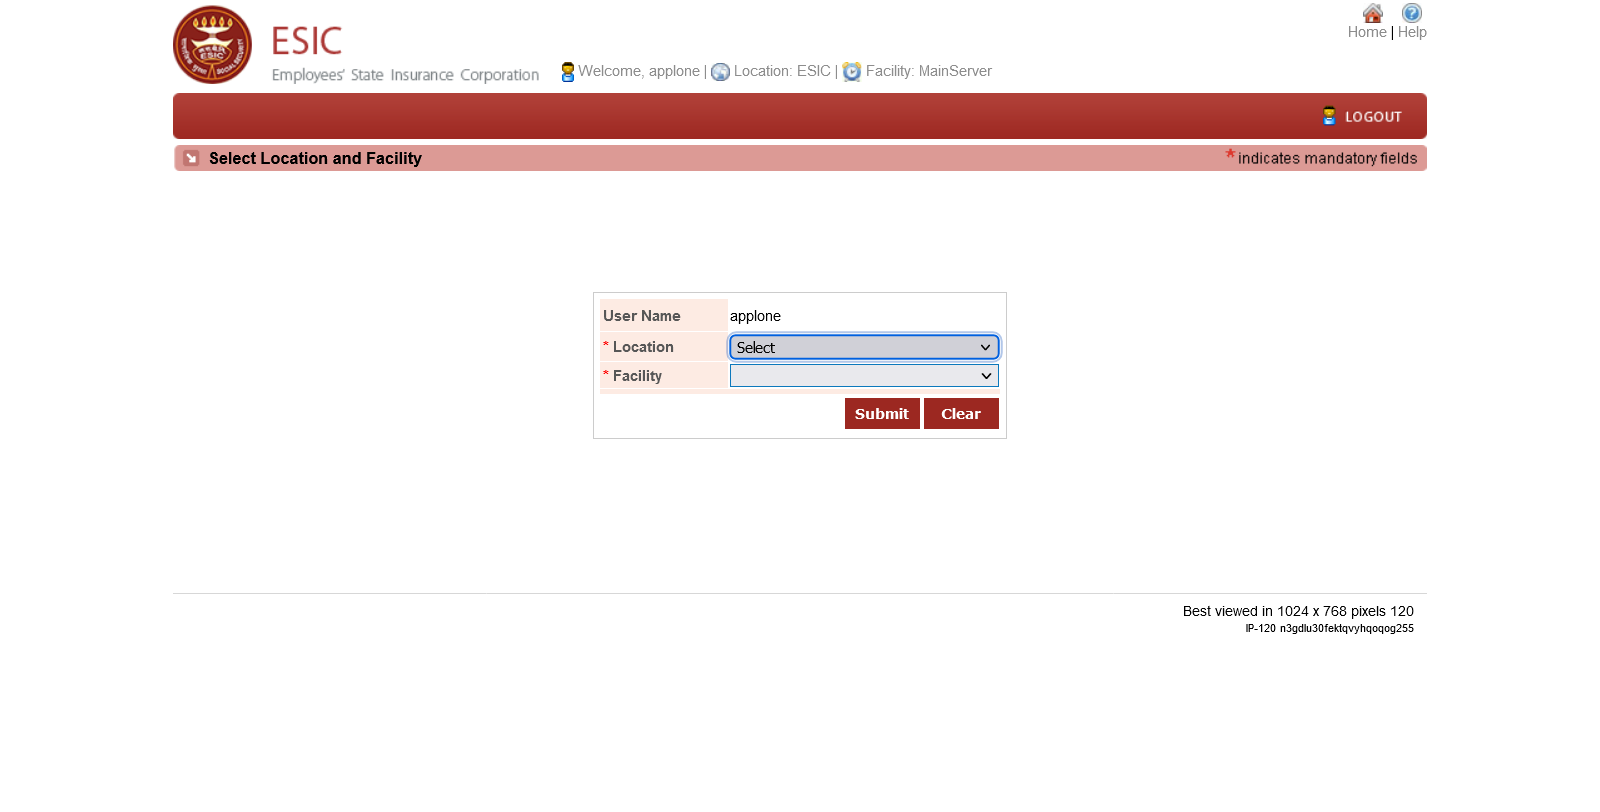 Home | Help
ESIC
Employees' State Insurance Corporation
Welcome, applone | Location: ESIC | Facility: MainServer
LOGOUT
Select Location and Facility
*indicates mandatory fields
User Name applone
* Location Select
* Facility
Submit Clear
Best viewed in 1024 x 768 pixels 120
IP-120 n3gdlu30fektqvyhqoqog255